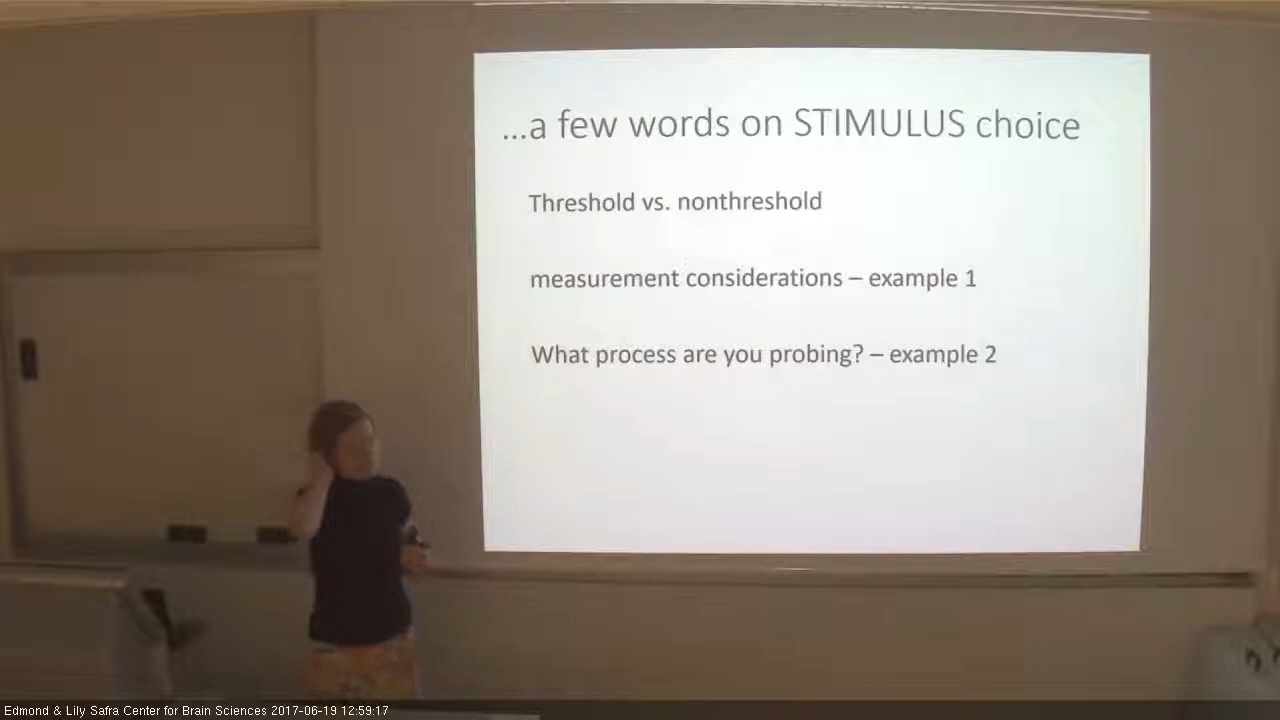 ...a few words on STIMULUS choice
Threshold vs. nonthreshold
measurement considerations – example 1
What process are you probing? – example 2
Edmond & Lily Safra Center for Brain Sciences 2017-06-19 12:59:17